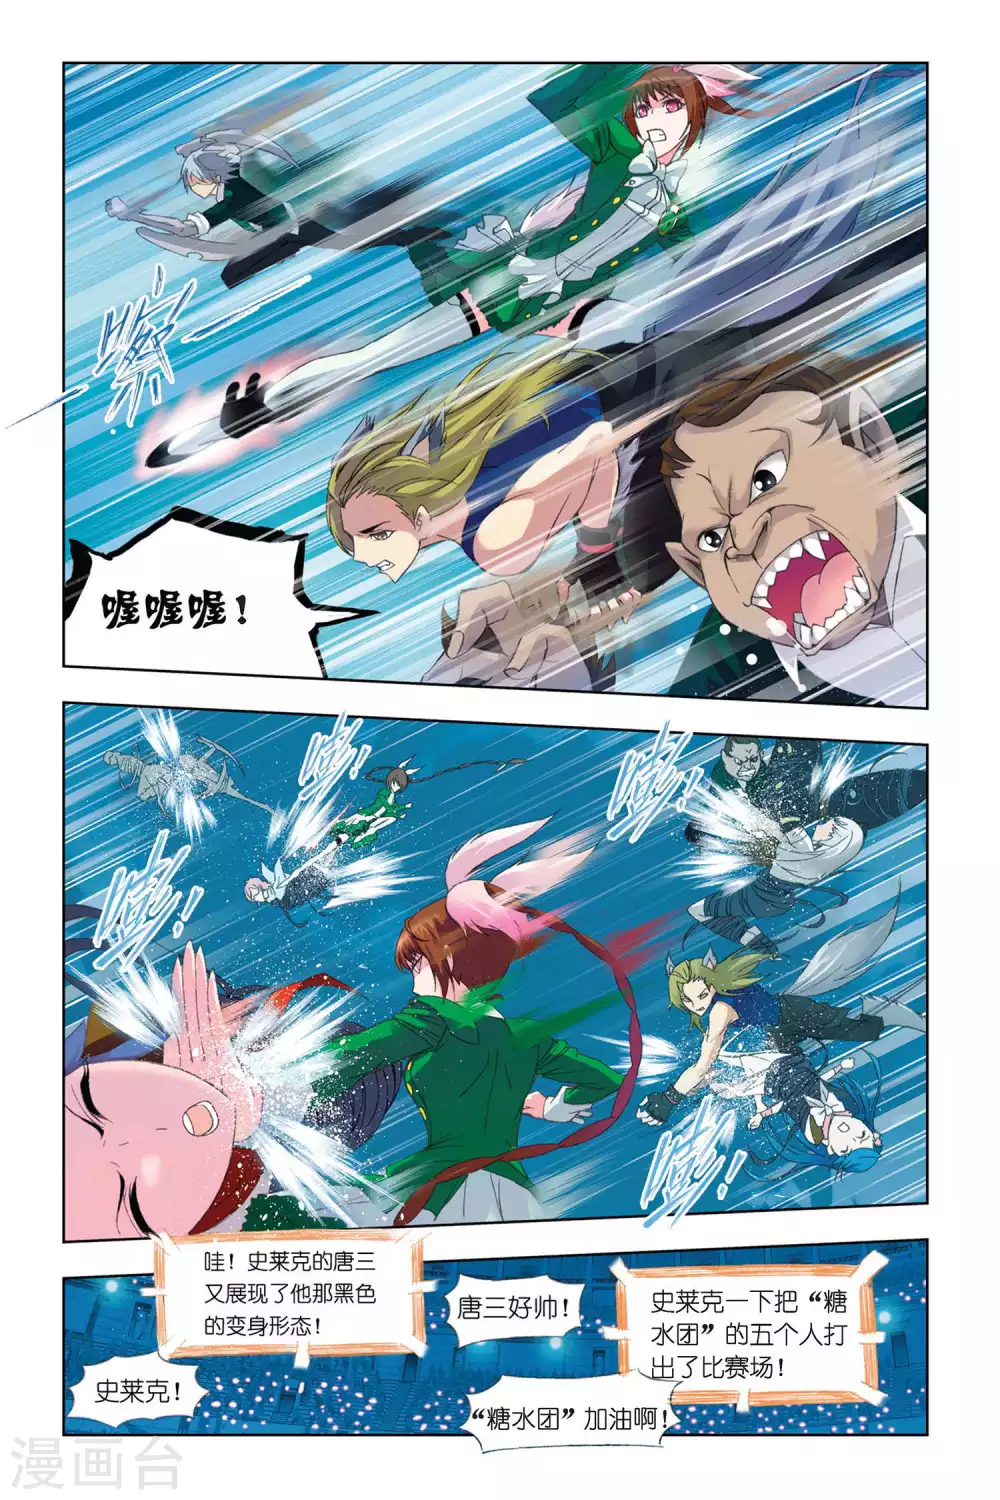 嚓
喔喔喔！
嘭！
嘭！
嘭！
嘭！
哇！史莱克的唐三
又展现了他那黑色
的变身形态！
史莱克！
唐三好帅！
“糖水团”加油啊！
史莱克一下把“糖
水团”的五个人打
出了比赛场！
漫画台